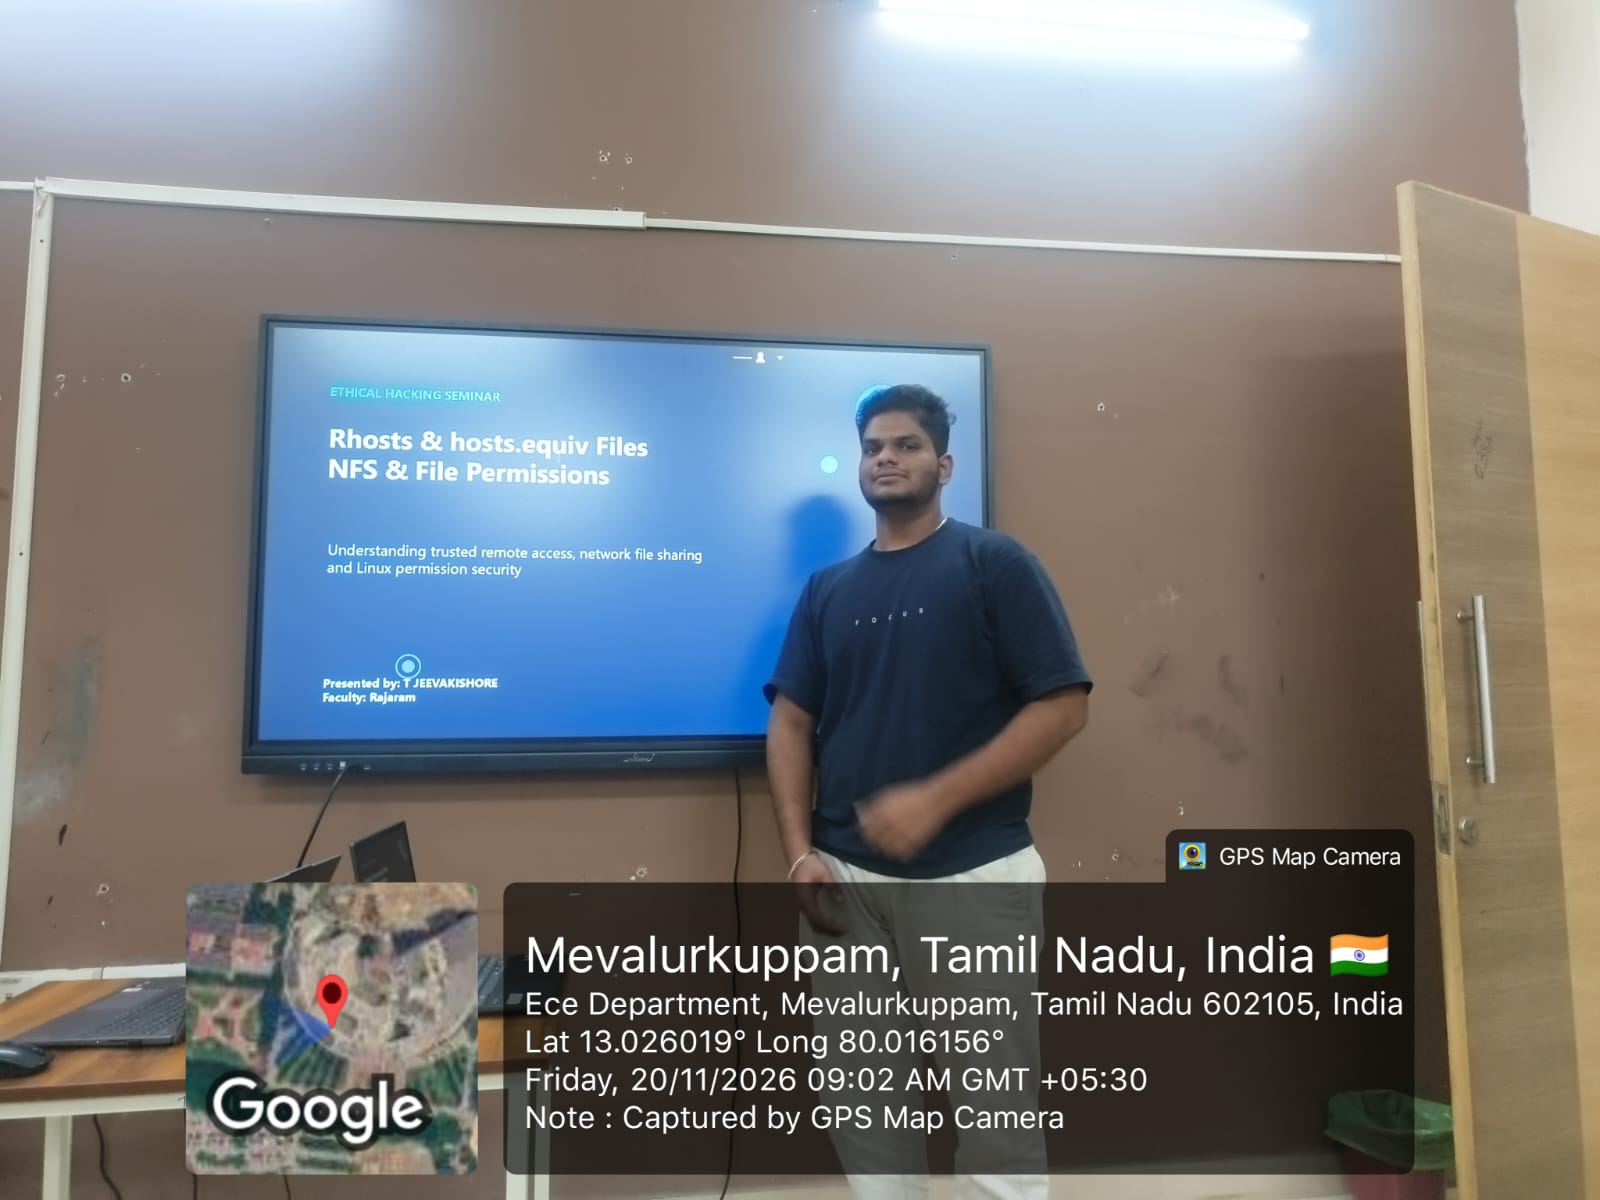 ETHICAL HACKING SEMINAR
Rhosts & hosts.equiv Files
NFS & File Permissions
Understanding trusted remote access, network file sharing
and Linux permission security
Presented by: T JEEVAKISHORE
Faculty: Rajaram
FOCUS
GPS Map Camera
Mevalurkuppam, Tamil Nadu, India
Ece Department, Mevalurkuppam, Tamil Nadu 602105, India
Lat 13.026019° Long 80.016156°
Friday, 20/11/2026 09:02 AM GMT +05:30
Note : Captured by GPS Map Camera
Google